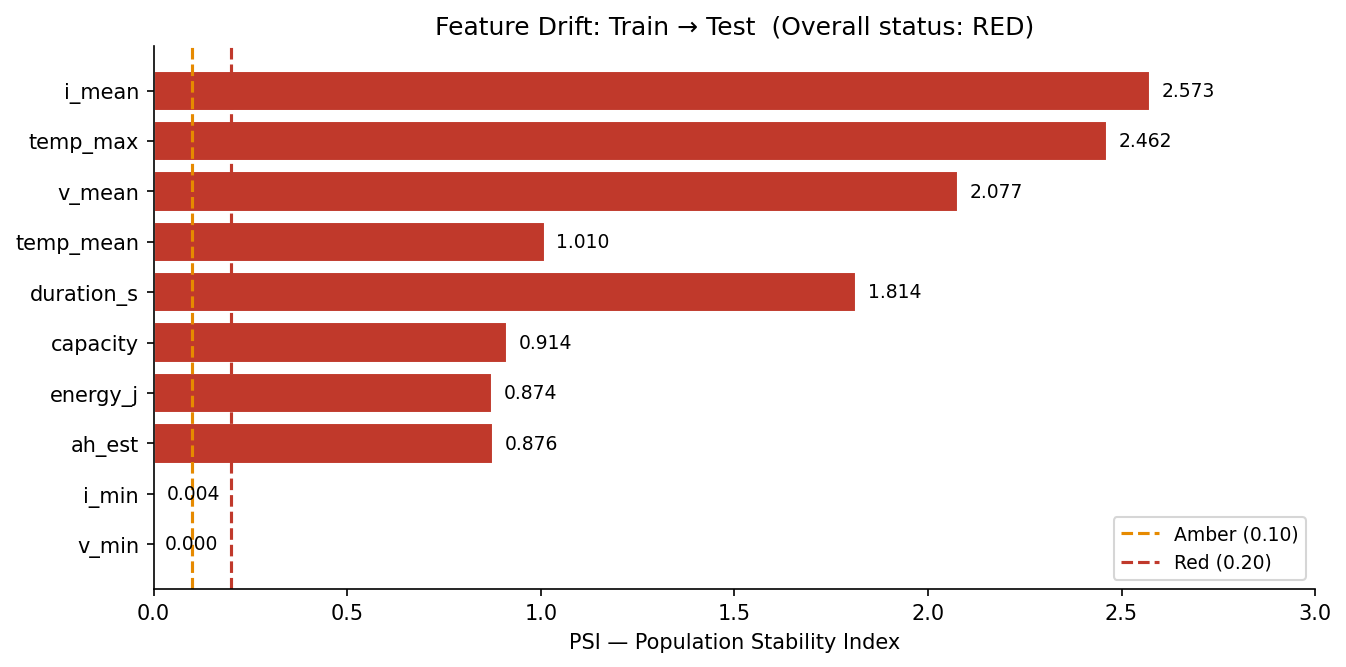 Feature Drift: Train → Test  (Overall status: RED)
i_mean 2.573
temp_max 2.462
v_mean 2.077
temp_mean 1.010
duration_s 1.814
capacity 0.914
energy_j 0.874
ah_est 0.876
i_min 0.004
v_min 0.000
Amber (0.10)
Red (0.20)
0.0 0.5 1.0 1.5 2.0 2.5 3.0
PSI — Population Stability Index